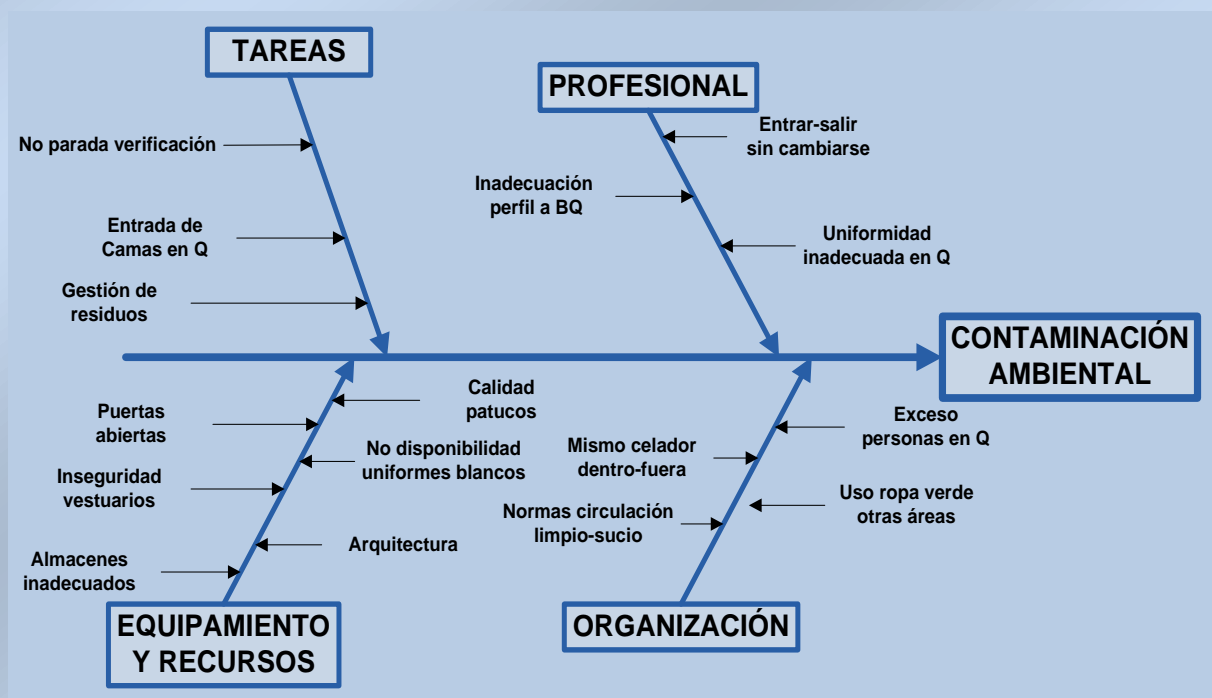 TAREAS
PROFESIONAL
No parada verificación
Entrada de
Camas en Q
Gestión de
residuos
Entrar-salir
sin cambiarse
Inadecuación
perfil a BQ
Uniformidad
inadecuada en Q
CONTAMINACIÓN
AMBIENTAL
Calidad
patucos
Puertas
abiertas
No disponibilidad
uniformes blancos
Inseguridad
vestuarios
Arquitectura
Almacenes
inadecuados
Exceso
personas en Q
Mismo celador
dentro-fuera
Uso ropa verde
otras áreas
Normas circulación
limpio-sucio
EQUIPAMIENTO
Y RECURSOS
ORGANIZACIÓN